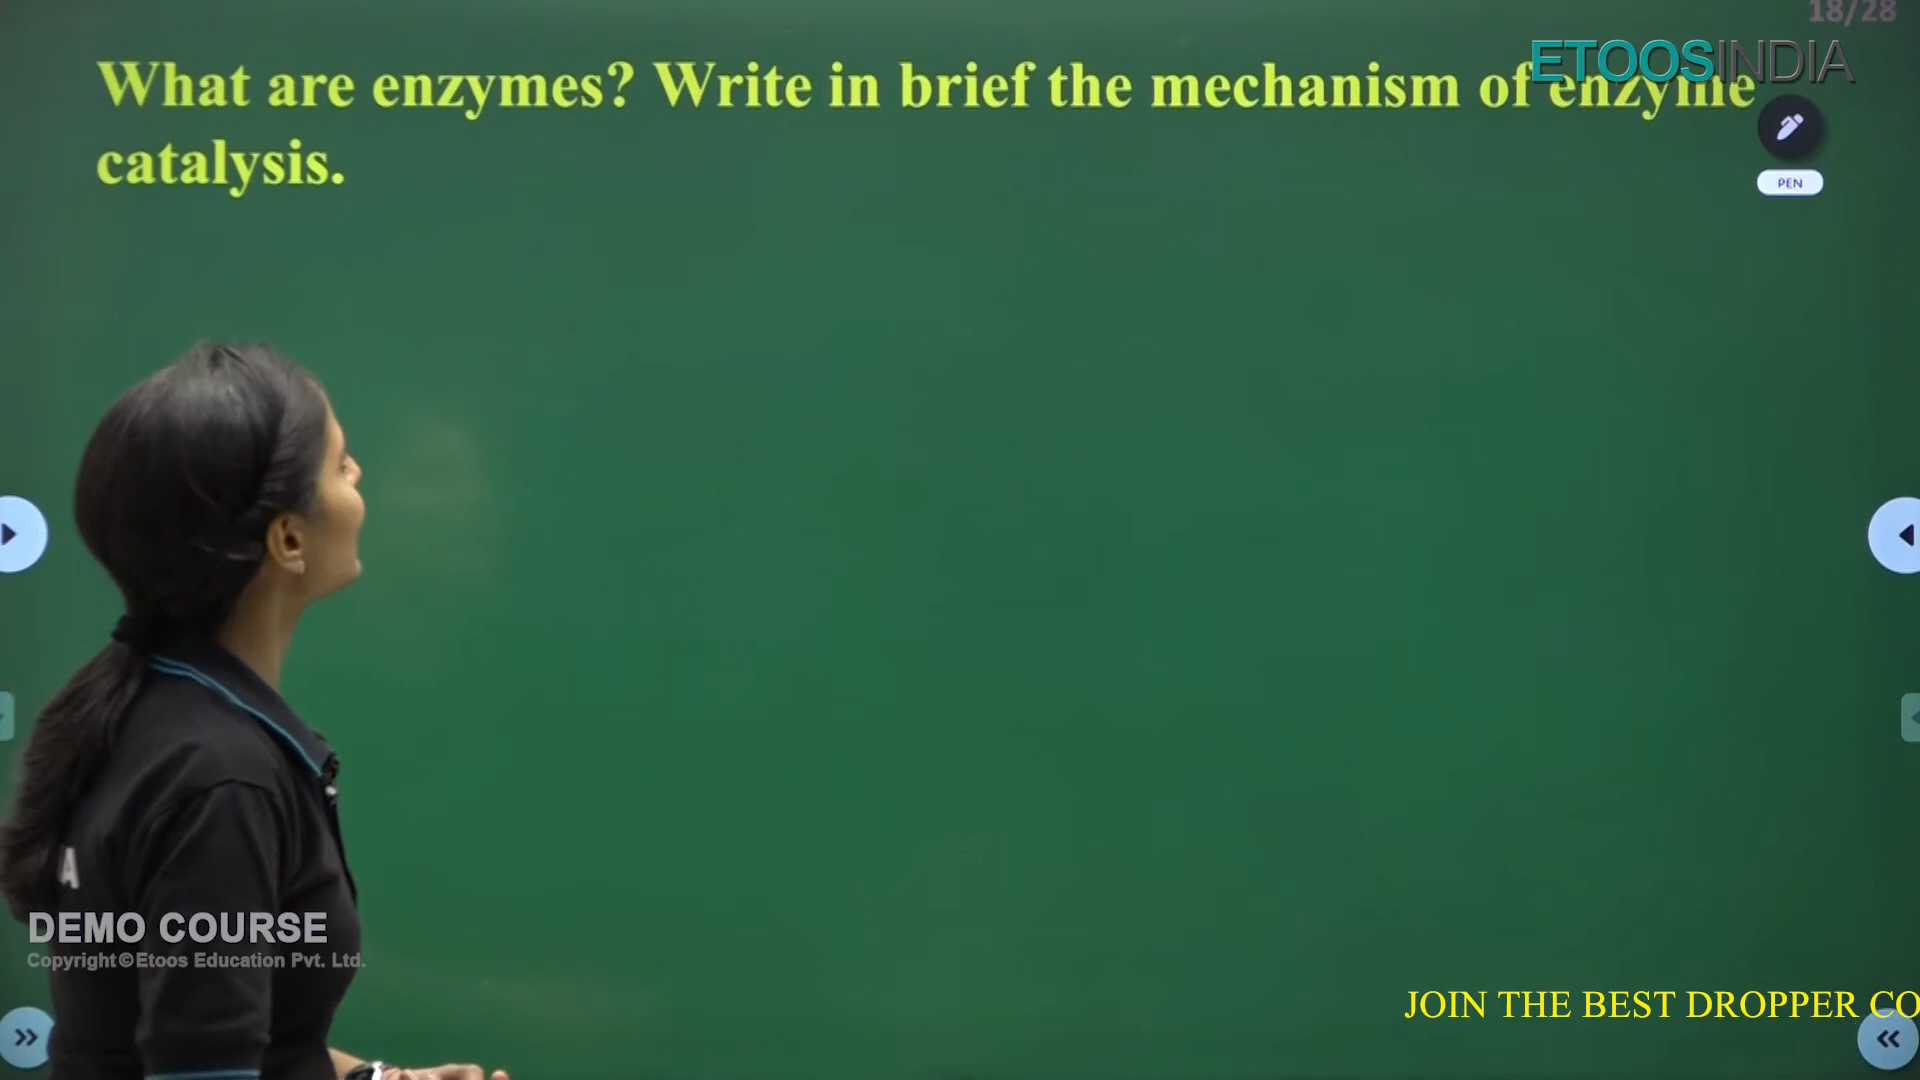 18/28
ETOOSINDIA
What are enzymes? Write in brief the mechanism of enzyme
catalysis.
PEN
A
DEMO COURSE
Copyright©Etoos Education Pvt. Ltd.
JOIN THE BEST DROPPER CO